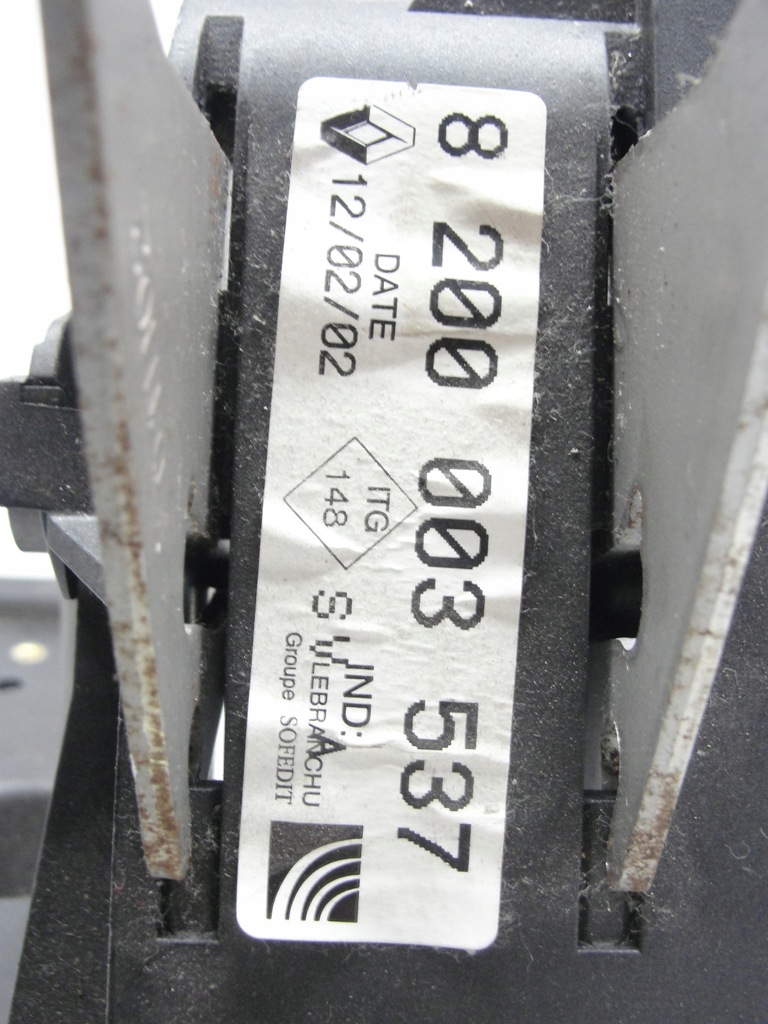 8 200 003 537
DATE
12/02/02
ITG
148
IND: A
LEBRANCHU
Groupe SOFEDIT